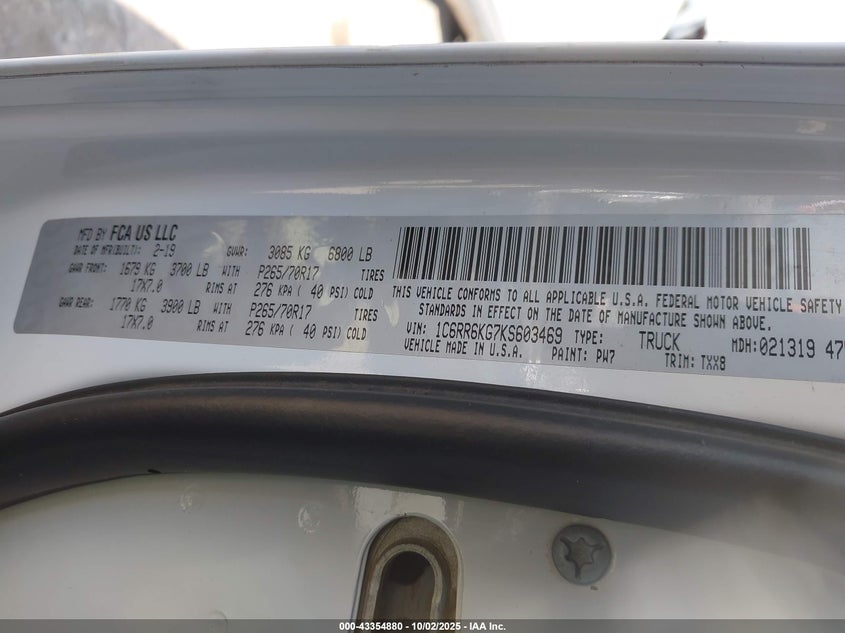 MFD BY FCA US LLC
DATE OF MFR(BUILT): 2-19 GVWR: 3085 KG 6800 LB
GAWR FRONT: 1679 KG 3700 LB WITH P265/70R17 TIRES
17X7.0 RIMS AT 276 KPA ( 40 PSI) COLD
GAWR REAR: 1770 KG 3900 LB WITH P265/70R17 TIRES
17X7.0 RIMS AT 276 KPA ( 40 PSI) COLD
THIS VEHICLE CONFORMS TO ALL APPLICABLE U.S.A. FEDERAL MOTOR VEHICLE SAFETY
STANDARDS IN EFFECT ON THE DATE OF MANUFACTURE SHOWN ABOVE.
VIN: 1C6RR6KG7KS603469 TYPE: TRUCK MDH:021319 47
VEHICLE MADE IN U.S.A. PAINT: PW7 TRIM: TXX8
000-43354880 - 10/02/2025 - IAA Inc.